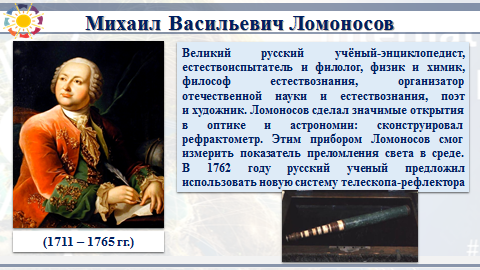 Михаил Васильевич Ломоносов
Великий русский учёный-энциклопедист,
естествоиспытатель и филолог, физик и химик,
философ естествознания, организатор
отечественной науки и естествознания, поэт
и художник. Ломоносов сделал значимые открытия
в оптике и астрономии: сконструировал
рефрактометр. Этим прибором Ломоносов смог
измерить показатель преломления света в среде.
В 1762 году русский ученый предложил
использовать новую систему телескопа-рефлектора
(1711 – 1765 гг.)
#